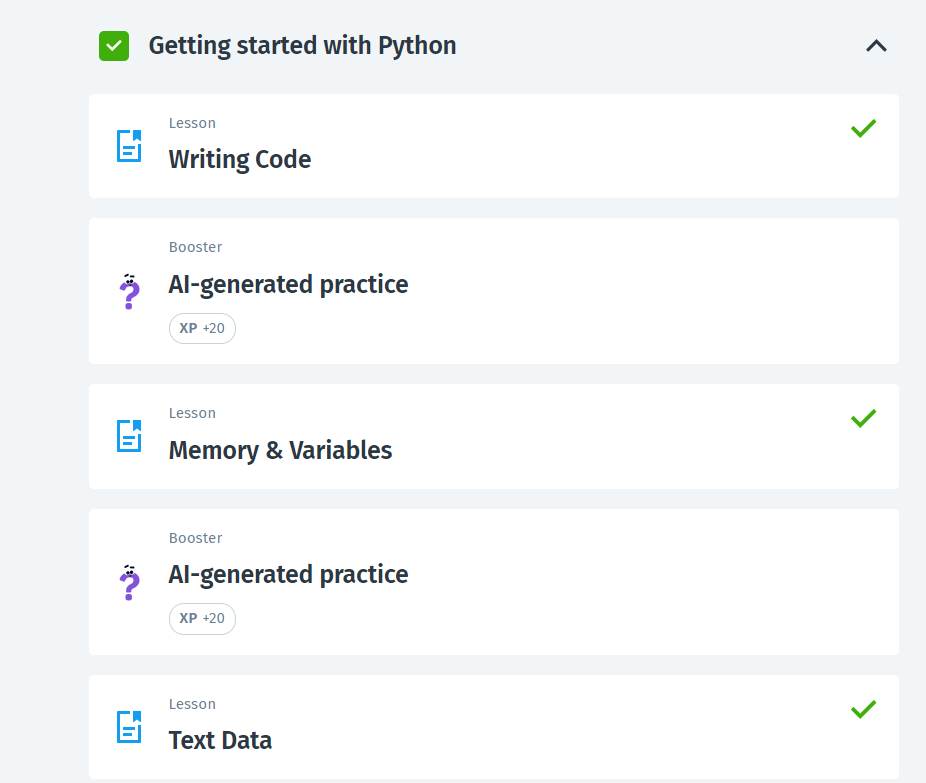 Getting started with Python
Lesson
Writing Code
Booster
AI-generated practice
XP +20
Lesson
Memory & Variables
Booster
AI-generated practice
XP +20
Lesson
Text Data